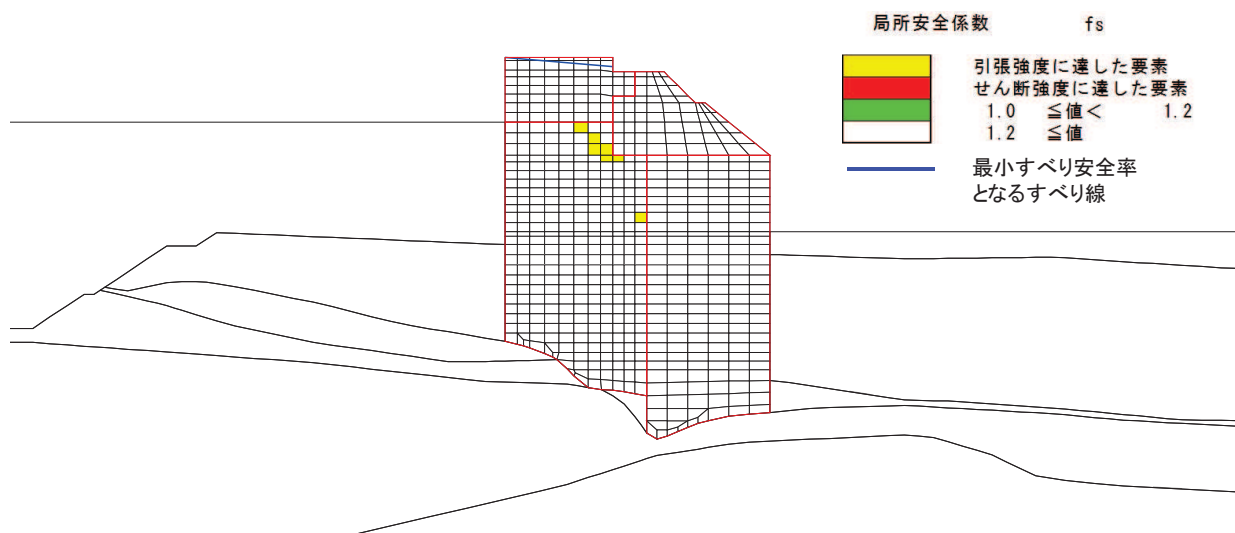 局所安全係数 fs
引張強度に達した要素
せん断強度に達した要素
1.0 ≦値< 1.2
1.2 ≦値
最小すべり安全率
となるすべり線